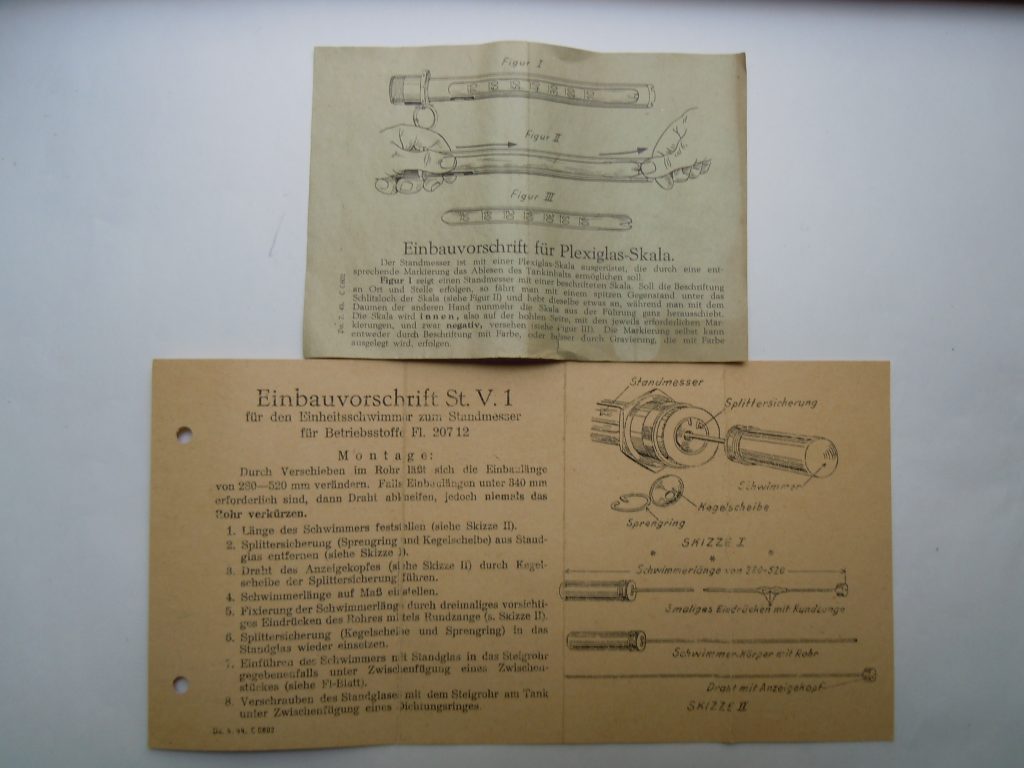 Figur I
Figur II
Figur III
Einbauvorschrift für Plexiglas-Skala.
Der Standmesser ist mit einer Plexiglas-Skala ausgerüstet, die durch eine ent-
sprechende Markierung das Ablesen des Tankinhalts ermöglichen soll.
Figur I zeigt einen Standmesser mit einer beschrifteten Skala. Soll die Beschriftung
an Ort und Stelle erfolgen, so fährt man mit einem spitzen Gegenstand unter das
Schlitzloch der Skala (siehe Figur II) und hebt dieselbe etwas an, während man mit dem
Daumen der anderen Hand nunmehr die Skala aus der Führung ganz herausschiebt.
Die Skala wird innen, also auf der hohlen Seite, mit den jeweils erforderlichen Mar-
kierungen, und zwar negativ, versehen (siehe Figur III). Die Markierung selbst kann
entweder durch Beschriftung mit Farbe, oder besser durch Gravierung, die mit Farbe
ausgelegt wird, erfolgen.
Einbauvorschrift St. V. 1
für den Einheitsschwimmer zum Standmesser
für Betriebsstoffe Fl. 20712
Montage:
Durch Verschieben im Rohr läßt sich die Einbaulänge
von 280—520 mm verändern. Falls Einbaulängen unter 340 mm
erforderlich sind, dann Draht abkneifen, jedoch niemals das
Rohr verkürzen.
1. Länge des Schwimmers feststellen (siehe Skizze II).
2. Splittersicherung (Sprengring und Kegelscheibe) aus Stand-
glas entfernen (siehe Skizze I).
3. Draht des Anzeigekopfes (siehe Skizze II) durch Kegel-
scheibe der Splittersicherung führen.
4. Schwimmerlänge auf Maß einstellen.
5. Fixierung der Schwimmerlänge durch dreimaliges vorsichti-
ges Eindrücken des Rohres mittels Rundzange (s. Skizze II).
6. Splittersicherung (Kegelscheibe und Sprengring) in das
Standglas wieder einsetzen.
7. Einführen des Schwimmers mit Standglas in das Steigrohr
gegebenenfalls unter Zwischenfügung eines Zwischen-
stückes (siehe Fl-Blatt).
8. Verschrauben des Standglases mit dem Steigrohr am Tank
unter Zwischenfügung eines Dichtungsringes.
Standmesser
Splittersicherung
Schwimmer
Kegelscheibe
Sprengring
SKIZZE I
Schwimmerlänge von 280-520
3maliges Eindrücken mit Rundzange
Schwimmer-Körper mit Rohr
Draht mit Anzeigekopf
SKIZZE II